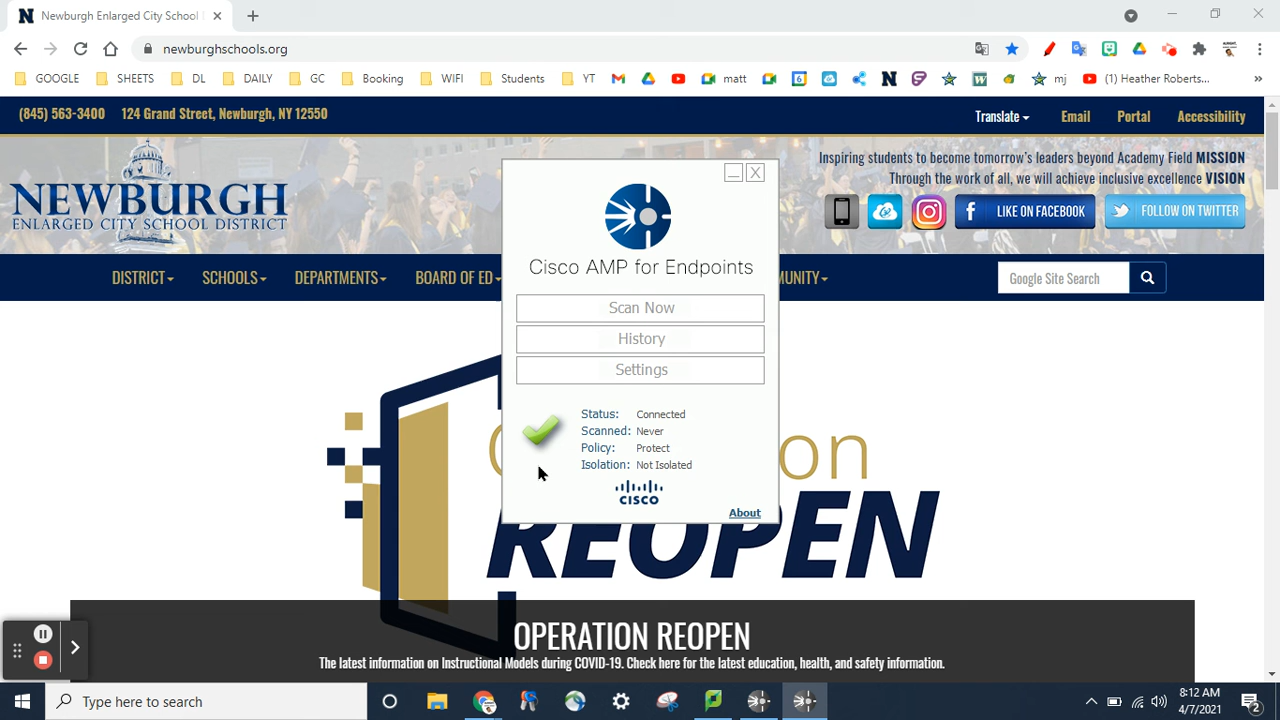 Newburgh Enlarged City School
newburghschools.org
GOOGLE SHEETS DL DAILY GC Booking WIFI Students YT matt mj (1) Heather Roberts... »
(845) 563-3400 124 Grand Street, Newburgh, NY 12550 Translate Email Portal Accessibility
Inspiring students to become tomorrow's leaders beyond Academy Field MISSION
Through the work of all, we will achieve inclusive excellence VISION
NEWBURGH
ENLARGED CITY SCHOOL DISTRICT
LIKE ON FACEBOOK FOLLOW ON TWITTER
DISTRICT SCHOOLS DEPARTMENTS BOARD OF ED MUNITY Google Site Search
Cisco AMP for Endpoints
Scan Now
History
Settings
Status: Connected
Scanned: Never
Policy: Protect
Isolation: Not Isolated
CISCO
About
on
REOPEN
OPERATION REOPEN
The latest information on Instructional Models during COVID-19. Check here for the latest education, health, and safety information.
Type here to search
8:12 AM
4/7/2021
2